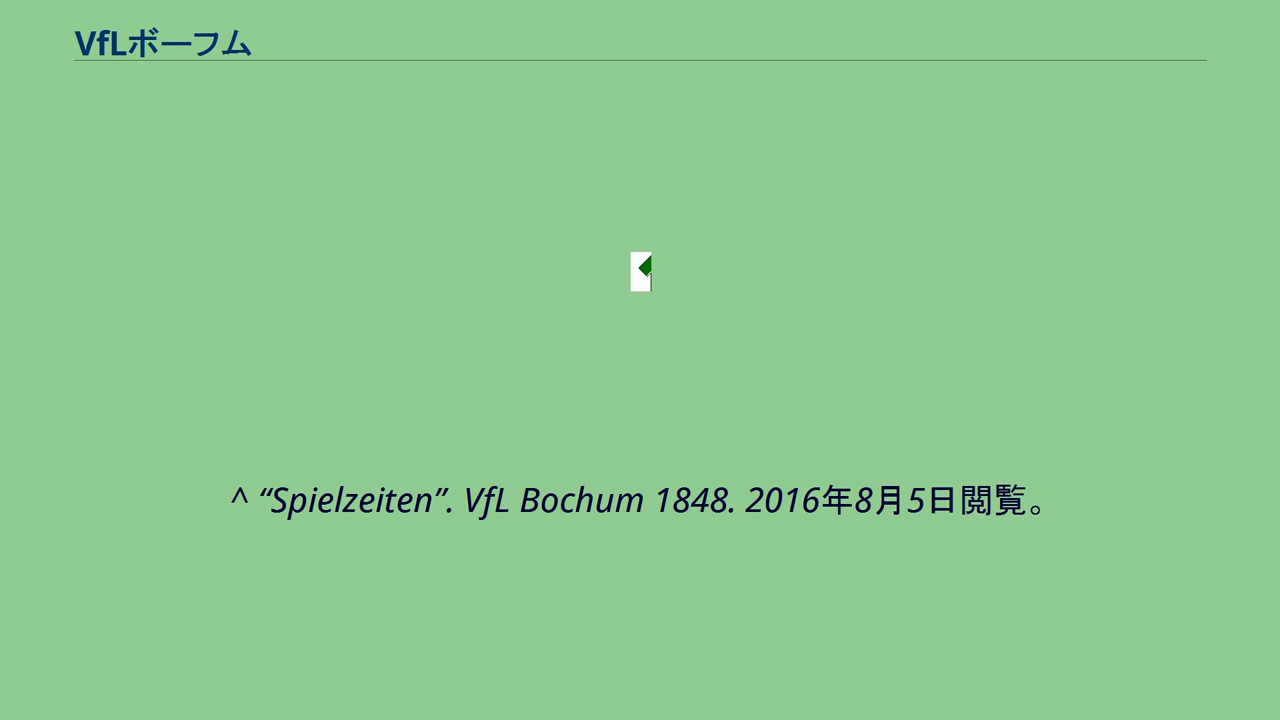 VfLボーフム
^ “Spielzeiten”. VfL Bochum 1848. 2016年8月5日閲覧。